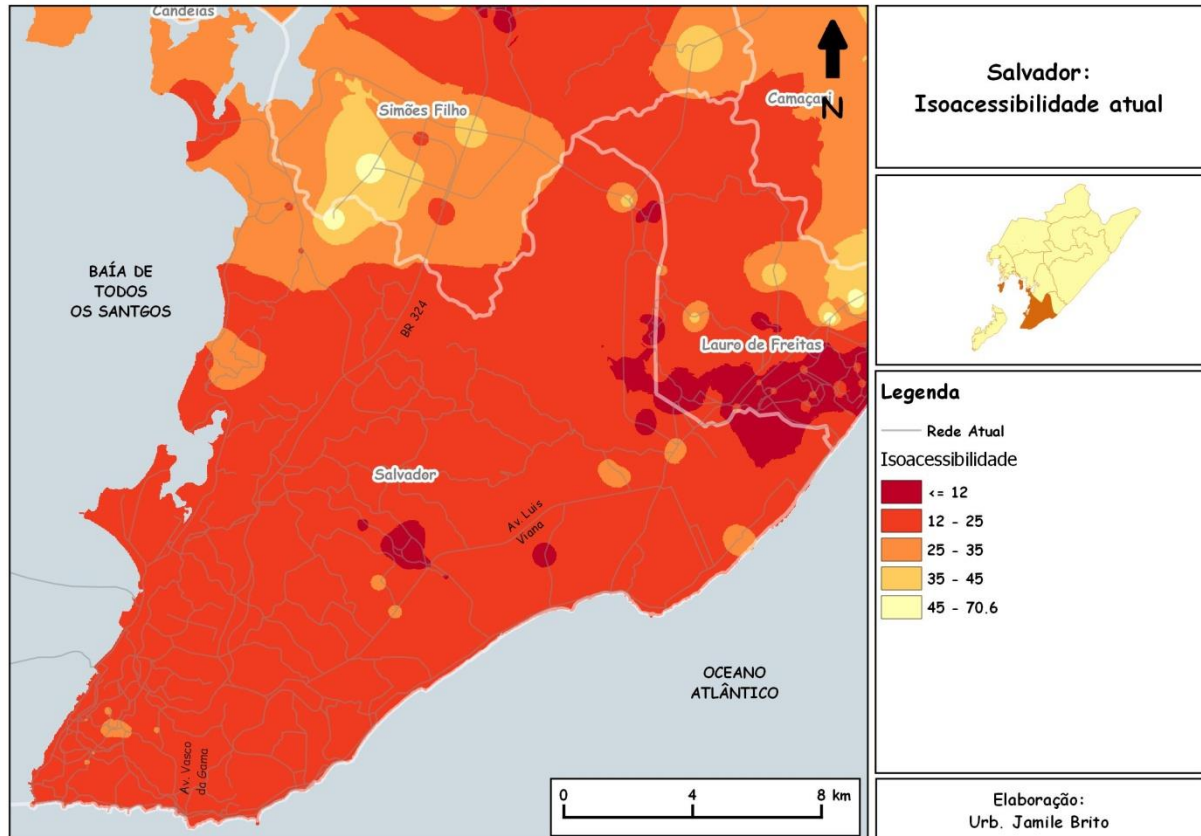 Candeias
Simões Filho
Camaçari
N
BAÍA DE
TODOS
OS SANTGOS
BR 324
Lauro de Freitas
Salvador
Av. Luis
Viana
OCEANO
ATLÂNTICO
Av. Vasco
da Gama
0 4 8 km
Salvador:
Isoacessibilidade atual
Legenda
Rede Atual
Isoacessibilidade
<= 12
12 - 25
25 - 35
35 - 45
45 - 70.6
Elaboração:
Urb. Jamile Brito